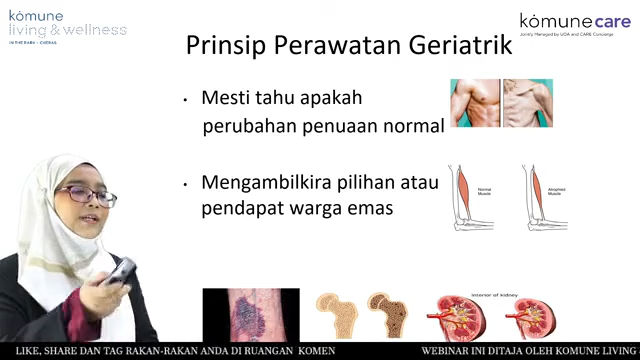 kömune
living & wellness
IN THE PARK - CHERAS
kömunecare
Jointly Managed by UOA and CARE Concierge
Prinsip Perawatan Geriatrik
• Mesti tahu apakah
perubahan penuaan normal
• Mengambilkira pilihan atau
pendapat warga emas
Normal
Muscle
Atrophied
Muscle
Interior of kidney
LIKE, SHARE DAN TAG RAKAN-RAKAN ANDA DI RUANGAN KOMEN
WEBINAR INI DITAJA OLEH KOMUNE LIVING